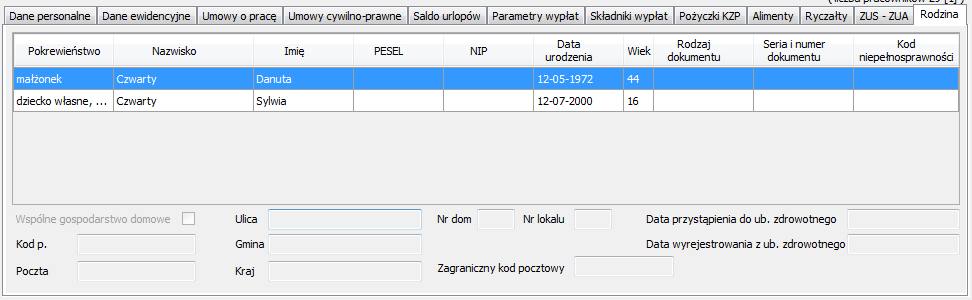 ( liczba pracowników 29 [1] )
Dane personalne Dane ewidencyjne Umowy o pracę Umowy cywilno-prawne Saldo urlopów Parametry wypłat Składniki wypłat Pożyczki KZP Alimenty Ryczałty ZUS - ZUA Rodzina
Pokrewieństwo Nazwisko Imię PESEL NIP Data urodzenia Wiek Rodzaj dokumentu Seria i numer dokumentu Kod niepełnosprawności
małżonek Czwarty Danuta 12-05-1972 44
dziecko własne, ... Czwarty Sylwia 12-07-2000 16
Wspólne gospodarstwo domowe Ulica Nr dom Nr lokalu Data przystąpienia do ub. zdrowotnego
Kod p. Gmina Data wyrejestrowania z ub. zdrowotnego
Poczta Kraj Zagraniczny kod pocztowy